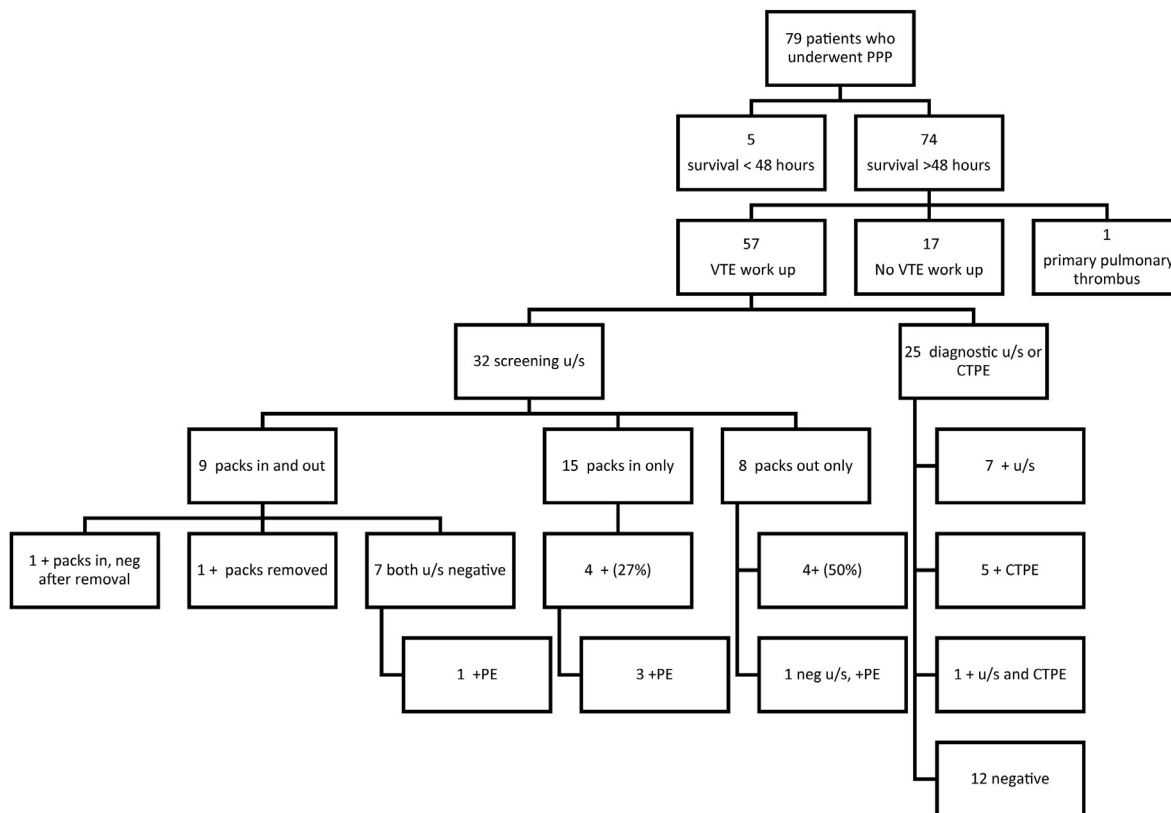 79 patients who
underwent PPP
5
survival < 48 hours
74
survival >48 hours
57
VTE work up
17
No VTE work up
1
primary pulmonary
thrombus
32 screening u/s
25 diagnostic u/s or
CTPE
9 packs in and out
15 packs in only
8 packs out only
7 + u/s
1 + packs in, neg
after removal
1 + packs removed
7 both u/s negative
4 + (27%)
4+ (50%)
5 + CTPE
1 +PE
3 +PE
1 neg u/s, +PE
1 + u/s and CTPE
12 negative